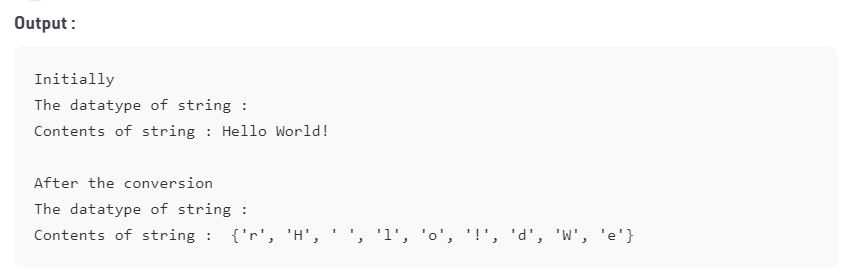 Output :
Initially
The datatype of string :
Contents of string : Hello World!
After the conversion
The datatype of string :
Contents of string :  {'r', 'H', ' ', 'l', 'o', '!', 'd', 'W', 'e'}